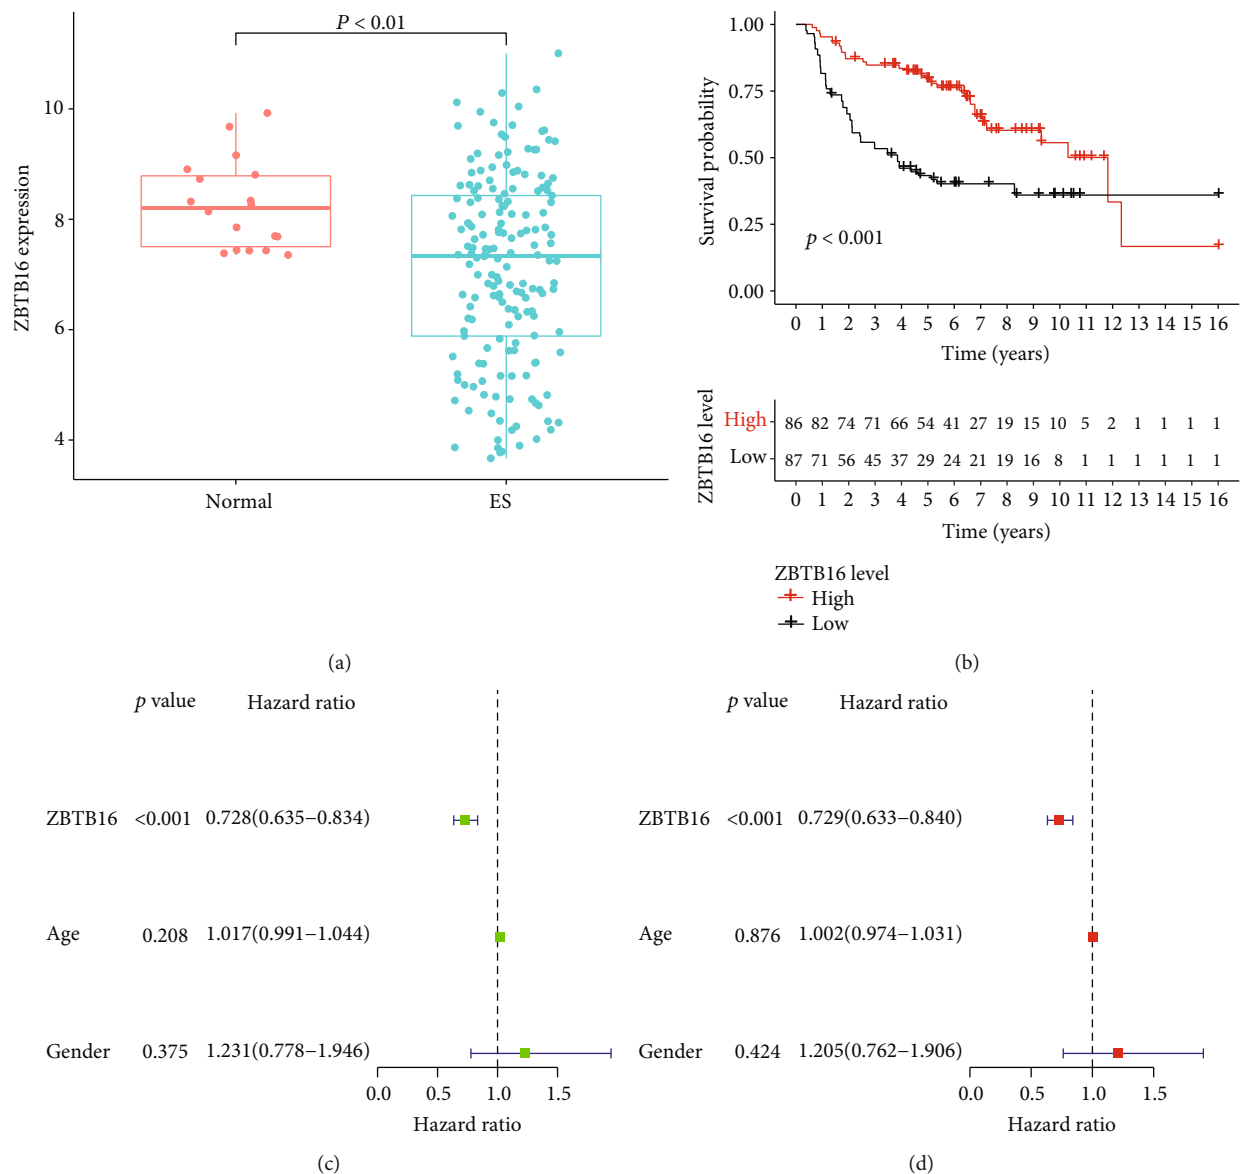 P < 0.01
ZBTB16 expression
10
8
6
4
Normal ES
(a)
Survival probability
1.00
0.75
0.50
0.25
0.00
p < 0.001
0 1 2 3 4 5 6 7 8 9 10 11 12 13 14 15 16
Time (years)
ZBTB16 level
High 86 82 74 71 66 54 41 27 19 15 10 5 2 1 1 1 1
Low 87 71 56 45 37 29 24 21 19 16 8 1 1 1 1 1 1
0 1 2 3 4 5 6 7 8 9 10 11 12 13 14 15 16
Time (years)
ZBTB16 level
High
Low
(b)
p value Hazard ratio
ZBTB16 <0.001 0.728(0.635−0.834)
Age 0.208 1.017(0.991−1.044)
Gender 0.375 1.231(0.778−1.946)
0.0 0.5 1.0 1.5
Hazard ratio
(c)
p value Hazard ratio
ZBTB16 <0.001 0.729(0.633−0.840)
Age 0.876 1.002(0.974−1.031)
Gender 0.424 1.205(0.762−1.906)
0.0 0.5 1.0 1.5
Hazard ratio
(d)